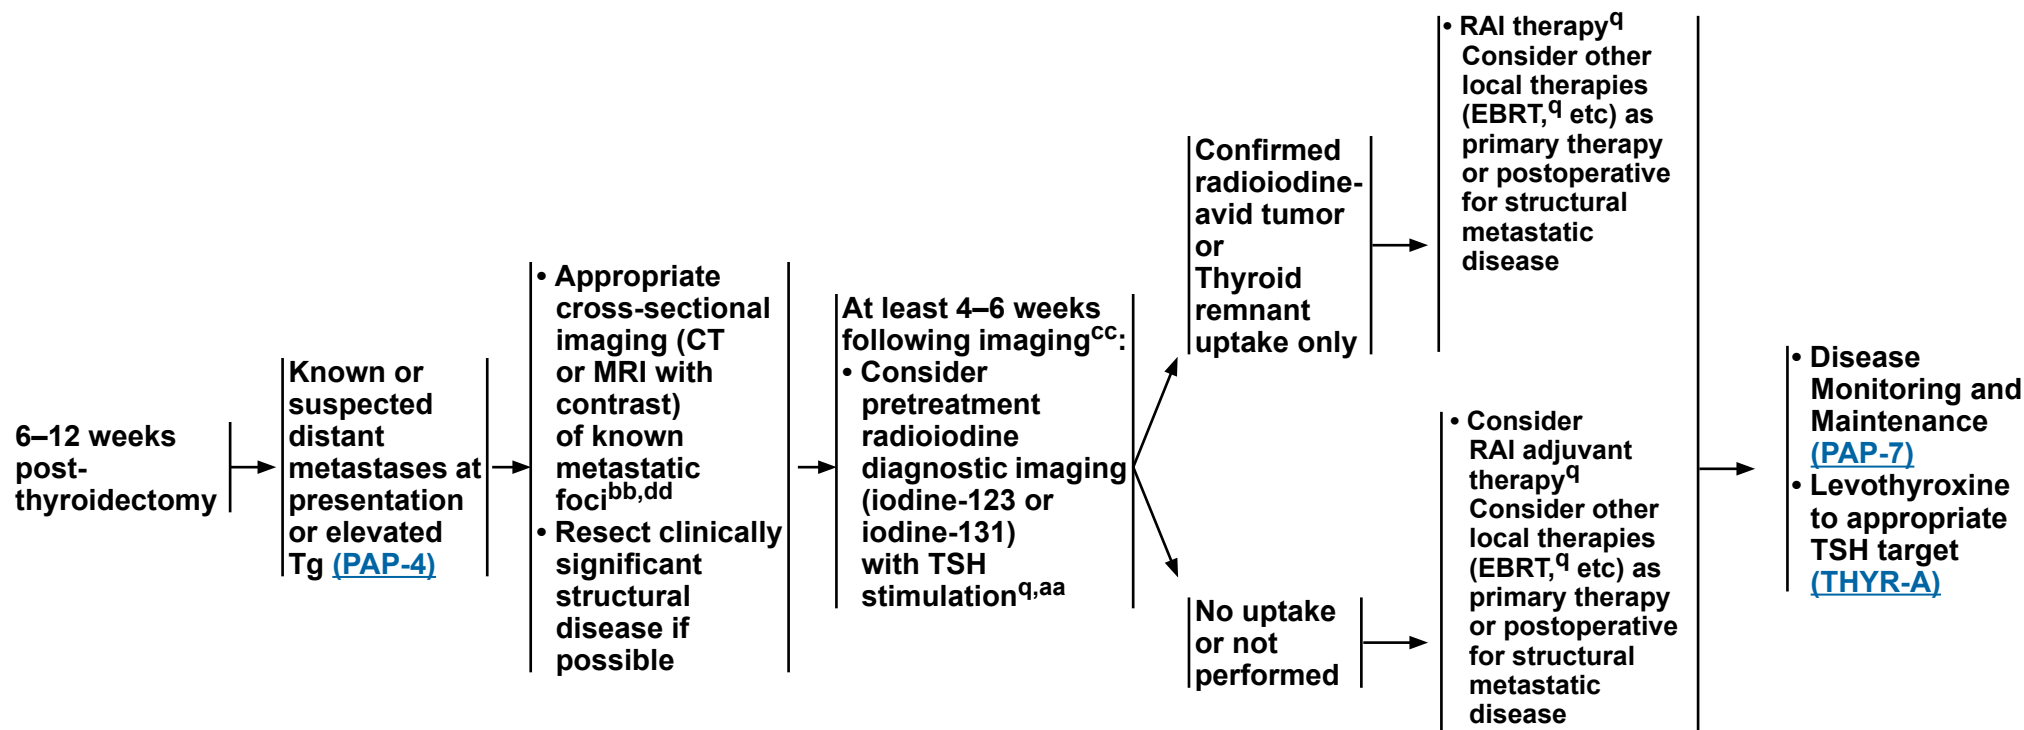 6–12 weeks
post-
thyroidectomy
Known or
suspected
distant
metastases at
presentation
or elevated
Tg (PAP-4)
• Appropriate
cross-sectional
imaging (CT
or MRI with
contrast)
of known
metastatic
foci^bb,dd
• Resect clinically
significant
structural
disease if
possible
At least 4–6 weeks
following imaging^cc:
• Consider
pretreatment
radioiodine
diagnostic imaging
(iodine-123 or
iodine-131)
with TSH
stimulation^q,aa
Confirmed
radioiodine-
avid tumor
or
Thyroid
remnant
uptake only
• RAI therapy^q
Consider other
local therapies
(EBRT,^q etc) as
primary therapy
or postoperative
for structural
metastatic
disease
No uptake
or not
performed
• Consider
RAI adjuvant
therapy^q
Consider other
local therapies
(EBRT,^q etc) as
primary therapy
or postoperative
for structural
metastatic
disease
• Disease
Monitoring and
Maintenance
(PAP-7)
• Levothyroxine
to appropriate
TSH target
(THYR-A)